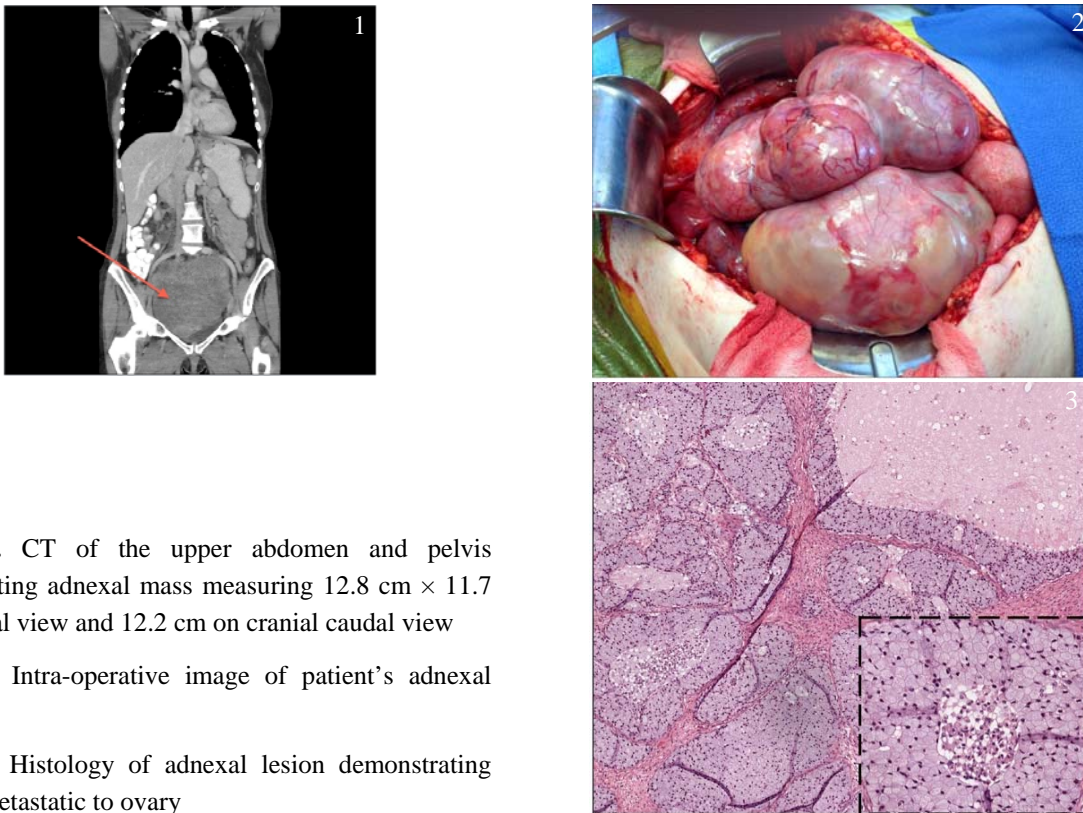 1
2
3
. CT of the upper abdomen and pelvis
ting adnexal mass measuring 12.8 cm × 11.7
al view and 12.2 cm on cranial caudal view
Intra-operative image of patient’s adnexal
Histology of adnexal lesion demonstrating
etastatic to ovary